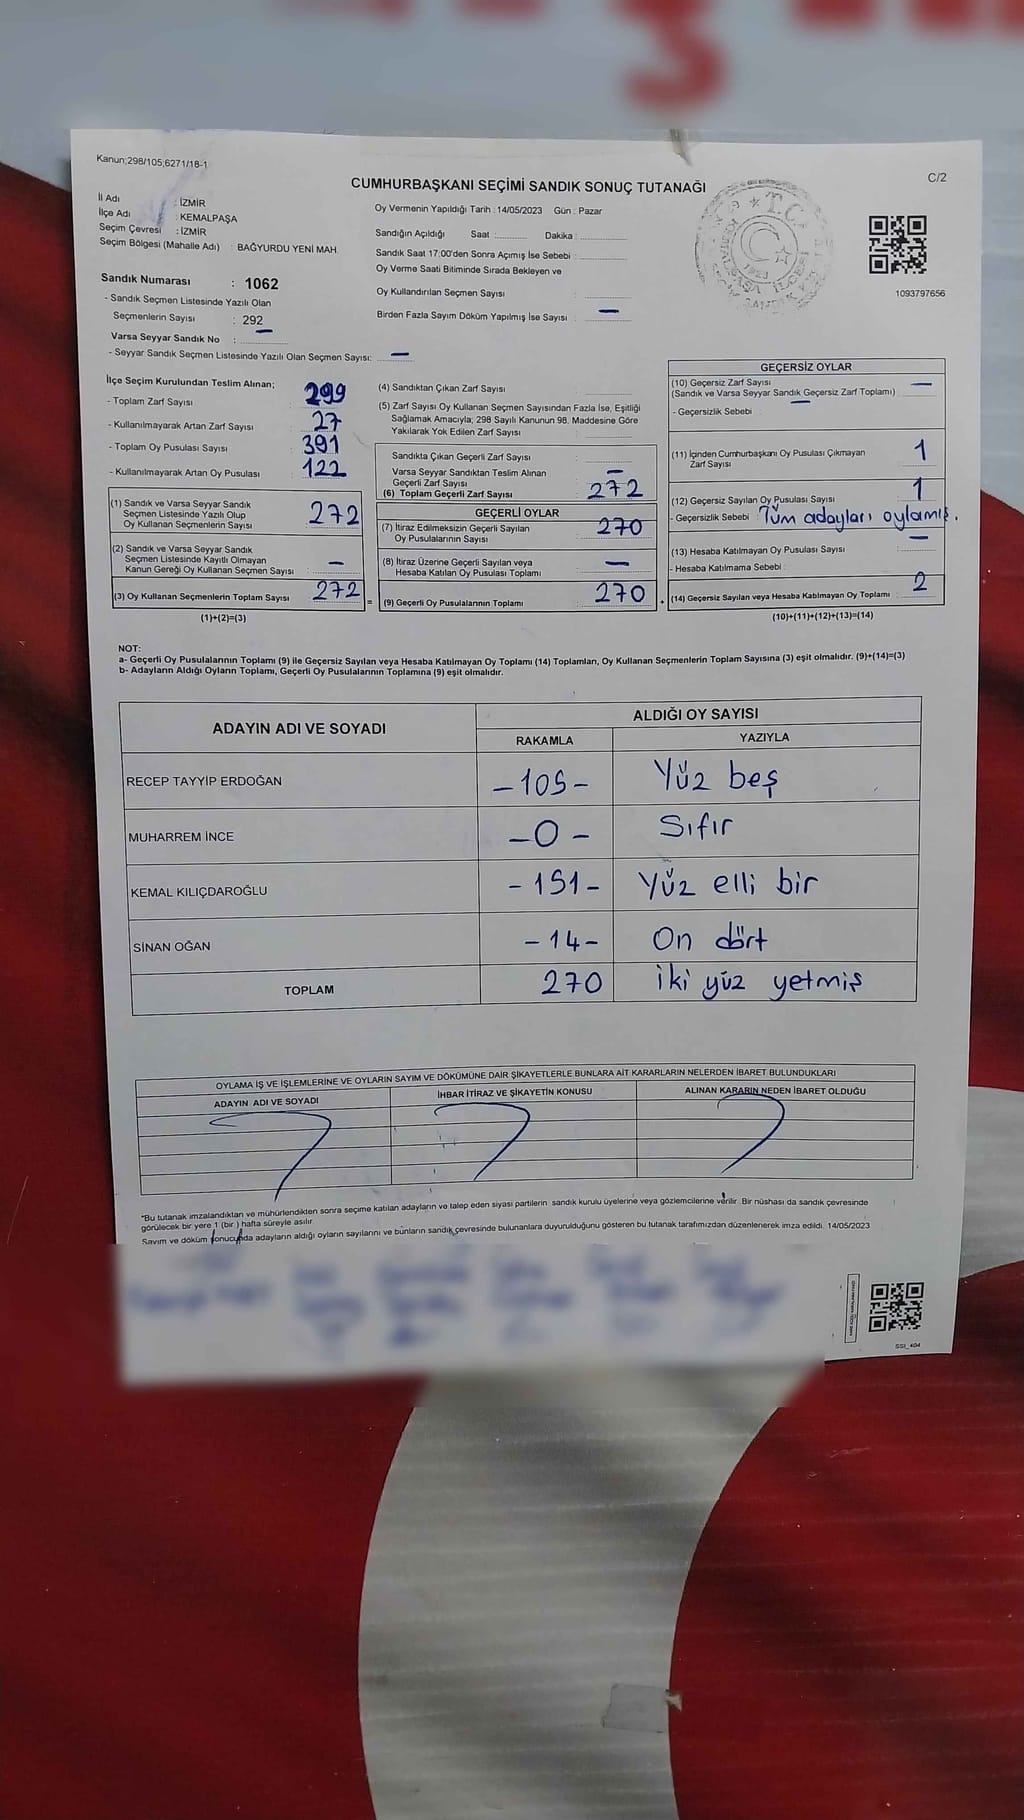 Kanun;298/105;6271/18-1
C/2
CUMHURBAŞKANI SEÇİMİ SANDIK SONUÇ TUTANAĞI
İl Adı : İZMİR
İlçe Adı : KEMALPAŞA
Seçim Çevresi : İZMİR
Seçim Bölgesi (Mahalle Adı) : BAĞYURDU YENİ MAH.
Sandık Numarası : 1062
- Sandık Seçmen Listesinde Yazılı Olan
Seçmenlerin Sayısı : 292
Varsa Seyyar Sandık No : —
- Seyyar Sandık Seçmen Listesinde Yazılı Olan Seçmen Sayısı: —
Oy Vermenin Yapıldığı Tarih : 14/05/2023 Gün : Pazar
Sandığın Açıldığı Saat : Dakika :
Sandık Saat 17:00'den Sonra Açımış İse Sebebi :
Oy Verme Saati Bitiminde Sırada Bekleyen ve
Oy Kullandırılan Seçmen Sayısı :
Birden Fazla Sayım Döküm Yapılmış İse Sayısı : —
1093797656
İlçe Seçim Kurulundan Teslim Alınan;
- Toplam Zarf Sayısı : 299
- Kullanılmayarak Artan Zarf Sayısı : 27
- Toplam Oy Pusulası Sayısı : 391
- Kullanılmayarak Artan Oy Pusulası : 122
(1) Sandık ve Varsa Seyyar Sandık
Seçmen Listesinde Yazılı Olup
Oy Kullanan Seçmenlerin Sayısı : 272
(2) Sandık ve Varsa Seyyar Sandık
Seçmen Listesinde Kayıtlı Olmayan
Kanun Gereği Oy Kullanan Seçmen Sayısı : —
(3) Oy Kullanan Seçmenlerin Toplam Sayısı : 272
(1)+(2)=(3)
(4) Sandıktan Çıkan Zarf Sayısı :
(5) Zarf Sayısı Oy Kullanan Seçmen Sayısından Fazla İse, Eşitliği
Sağlamak Amacıyla; 298 Sayılı Kanunun 98. Maddesine Göre
Yakılarak Yok Edilen Zarf Sayısı :
Sandıkta Çıkan Geçerli Zarf Sayısı :
Varsa Seyyar Sandıktan Teslim Alınan
Geçerli Zarf Sayısı : —
(6) Toplam Geçerli Zarf Sayısı : 272
GEÇERLİ OYLAR
(7) İtiraz Edilmeksizin Geçerli Sayılan
Oy Pusulalarının Sayısı : 270
(8) İtiraz Üzerine Geçerli Sayılan veya
Hesaba Katılan Oy Pusulası Toplamı : —
= (9) Geçerli Oy Pusulalarının Toplamı : 270
GEÇERSİZ OYLAR
(10) Geçersiz Zarf Sayısı —
(Sandık ve Varsa Seyyar Sandık Geçersiz Zarf Toplamı) :
- Geçersizlik Sebebi : —
(11) İçinden Cumhurbaşkanı Oy Pusulası Çıkmayan
Zarf Sayısı : 1
(12) Geçersiz Sayılan Oy Pusulası Sayısı : 1
- Geçersizlik Sebebi : Tüm adayları oylamış.
(13) Hesaba Katılmayan Oy Pusulası Sayısı : —
- Hesaba Katılmama Sebebi :
(14) Geçersiz Sayılan veya Hesaba Katılmayan Oy Toplamı : 2
(10)+(11)+(12)+(13)=(14)
NOT:
a- Geçerli Oy Pusulalarının Toplamı (9) ile Geçersiz Sayılan veya Hesaba Katılmayan Oy Toplamı (14) Toplamları, Oy Kullanan Seçmenlerin Toplam Sayısına (3) eşit olmalıdır. (9)+(14)=(3)
b- Adayların Aldığı Oyların Toplamı, Geçerli Oy Pusulalarının Toplamına (9) eşit olmalıdır.
ADAYIN ADI VE SOYADI ALDIĞI OY SAYISI
RAKAMLA YAZIYLA
RECEP TAYYİP ERDOĞAN -105- Yüz beş
MUHARREM İNCE -0- Sıfır
KEMAL KILIÇDAROĞLU -151- Yüz elli bir
SİNAN OĞAN -14- On dört
TOPLAM 270 iki yüz yetmiş
OYLAMA İŞ VE İŞLEMLERİNE VE OYLARIN SAYIM VE DÖKÜMÜNE DAİR ŞİKAYETLERLE BUNLARA AİT KARARLARIN NELERDEN İBARET BULUNDUKLARI
ADAYIN ADI VE SOYADI İHBAR İTİRAZ VE ŞİKAYETİN KONUSU ALINAN KARARIN NEDEN İBARET OLDUĞU
*Bu tutanak imzalandıktan ve mühürlendikten sonra seçime katılan adayların ve talep eden siyasi partilerin sandık kurulu üyelerine veya gözlemcilerine verilir. Bir nüshası da sandık çevresinde
görülecek bir yere 1 (bir) hafta süreyle asılır.
Sayım ve döküm sonucunda adayların aldığı oyların sayılarını ve bunların sandık çevresinde bulunanlara duyurulduğunu gösteren bu tutanak tarafımızdan düzenlenerek imza edildi. 14/05/2023
SSI_404